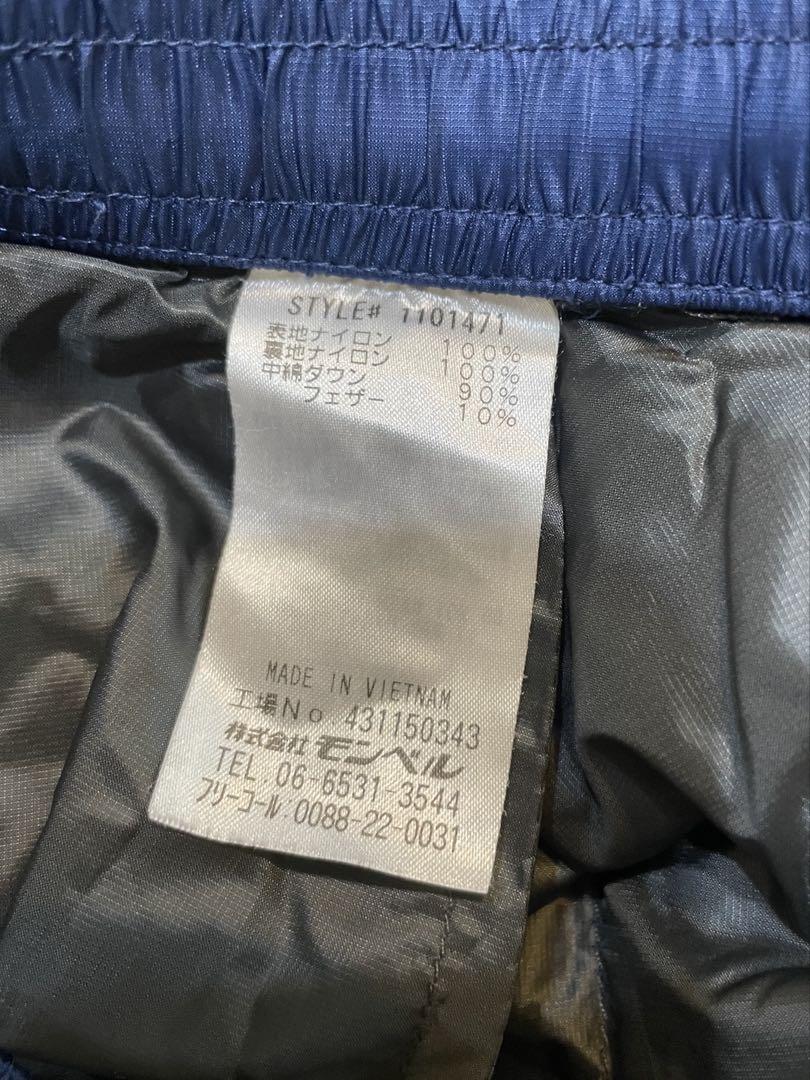 STYLE# 1101471
表地ナイロン 100%
裏地ナイロン 100%
中綿ダウン 90%
フェザー 10%
MADE IN VIETNAM
工場No 431150343
株式会社 モンベル
TEL 06-6531-3544
フリーコール:0088-22-0031